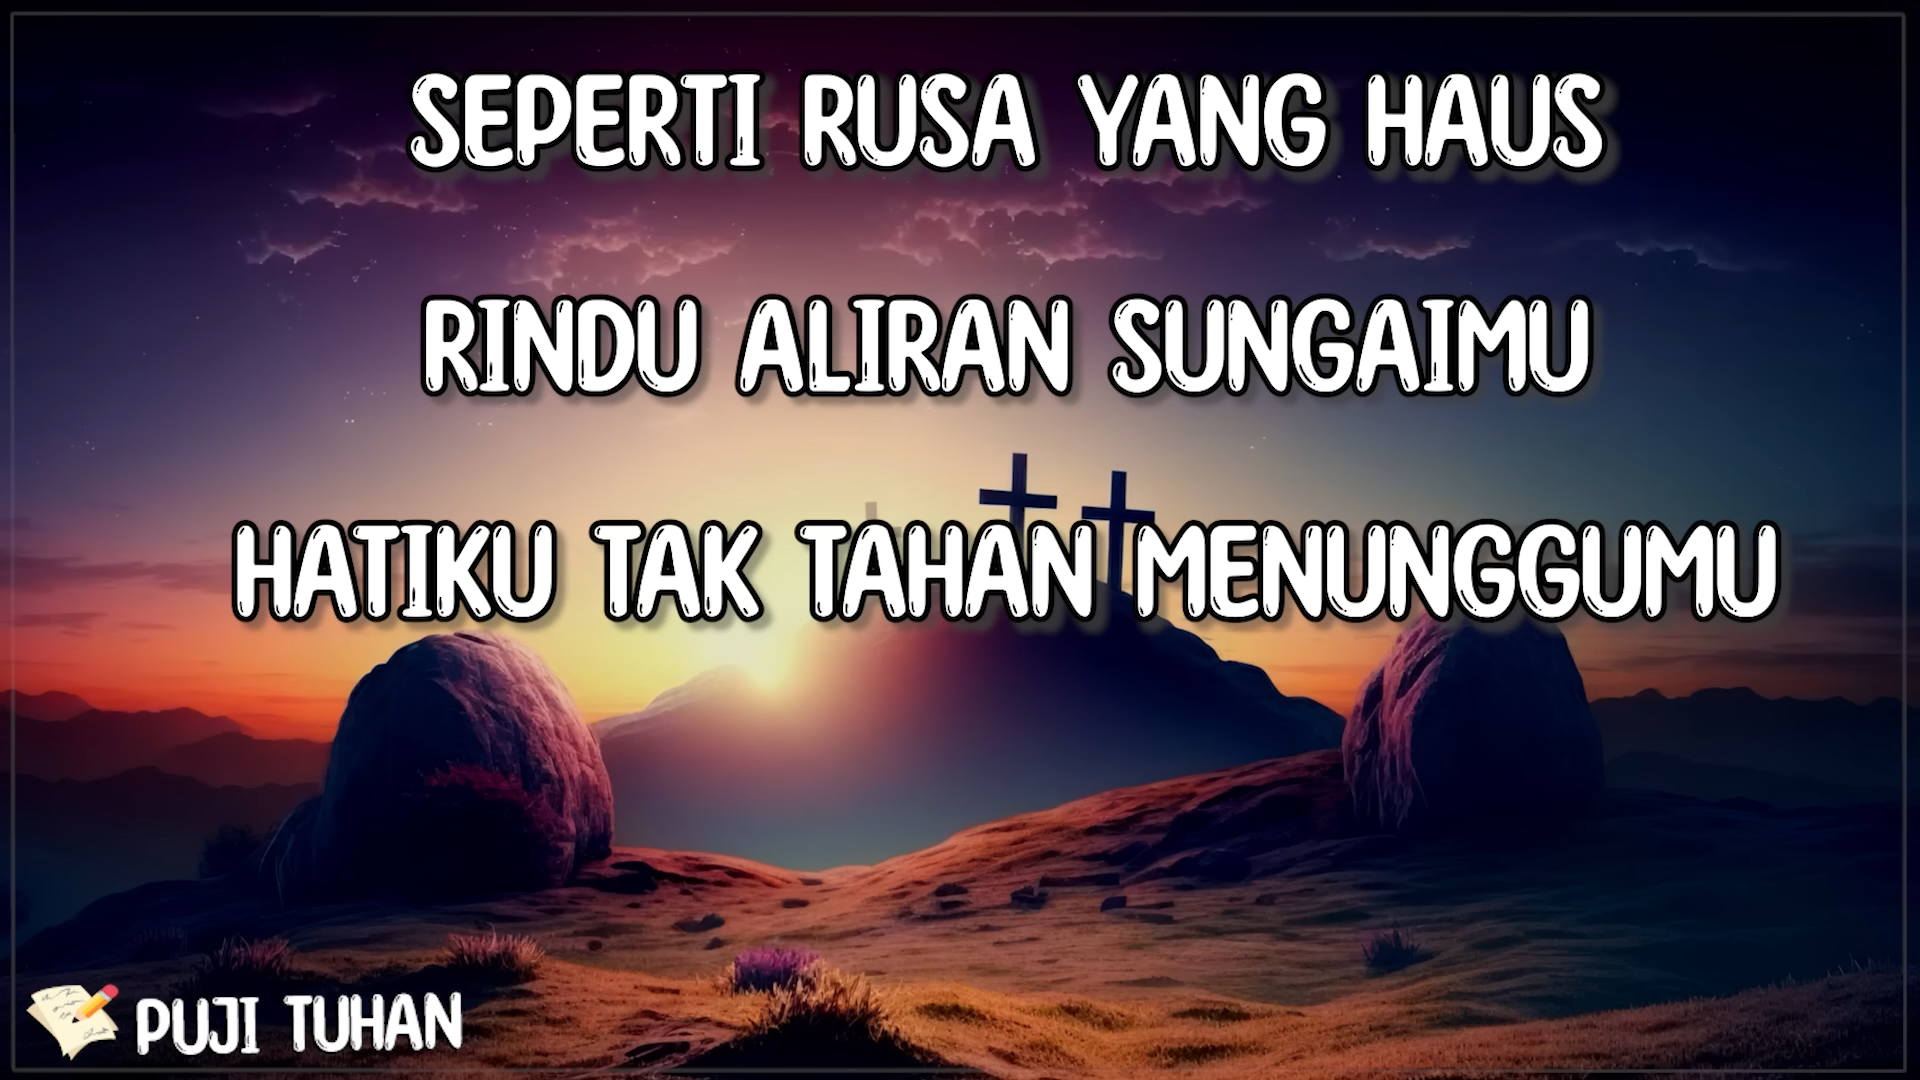 SEPERTI RUSA YANG HAUS
RINDU ALIRAN SUNGAIMU
HATIKU TAK TAHAN MENUNGGUMU
PUJI TUHAN